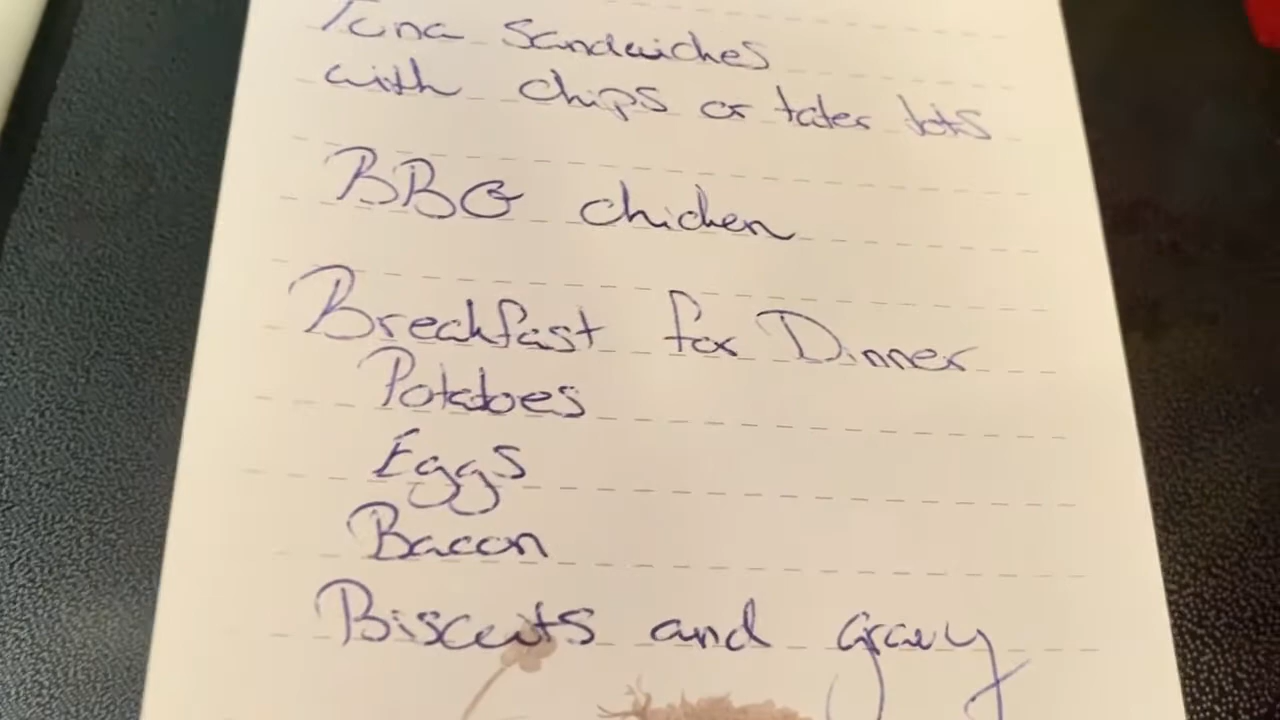 Tuna Sandwiches
with chips or tater tots
BBQ chicken
Breakfast for Dinner
Potatoes
Eggs
Bacon
Biscuits and gravy